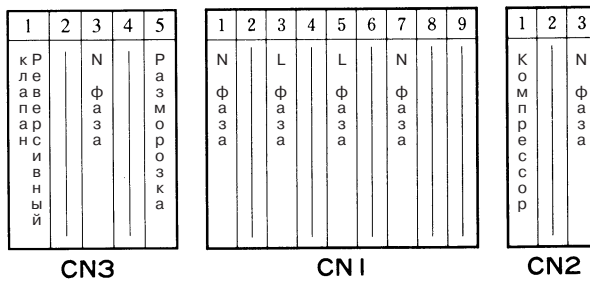 1 2 3 4 5
Реверсивный клапан
N фаза
Разморозка
CN3
1 2 3 4 5 6 7 8 9
N фаза
L фаза
L фаза
N фаза
CN1
1 2 3
Компрессор
N фаза
CN2